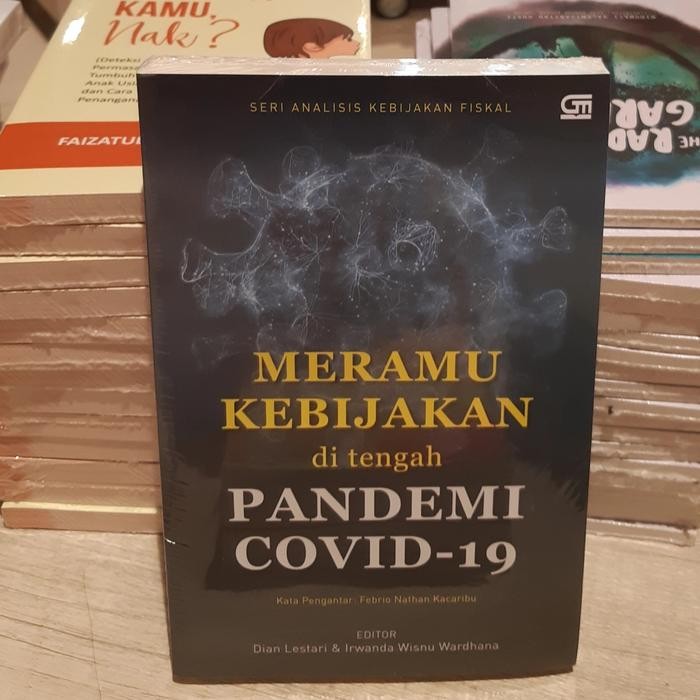 KAMU,
Nak?
FAIZATUL
SERI ANALISIS KEBIJAKAN FISKAL
MERAMU
KEBIJAKAN
di tengah
PANDEMI
COVID-19
Kata Pengantar: Febrio Nathan Kacaribu
EDITOR
Dian Lestari & Irwanda Wisnu Wardhana